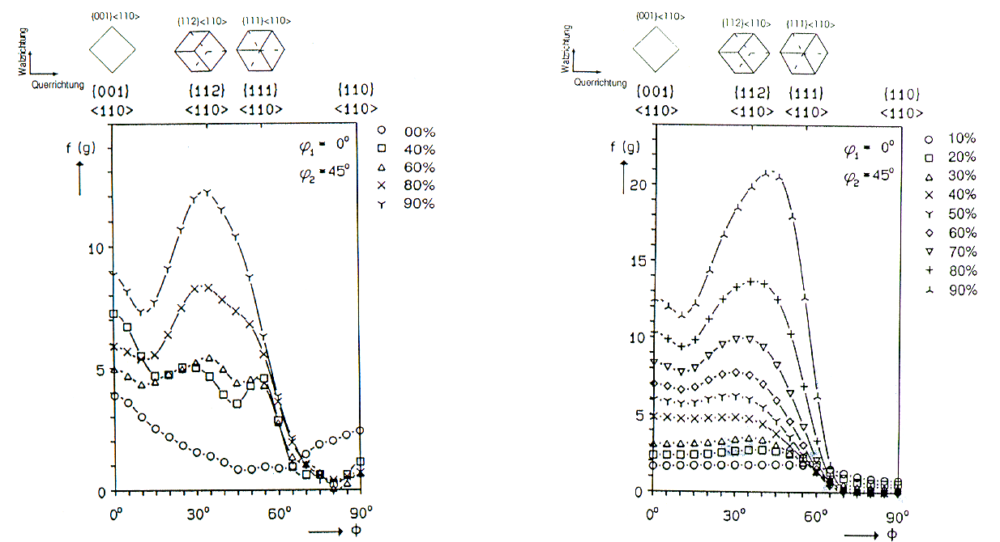 {001}<110>
{112}<110>
{111}<110>
Walzrichtung
Querrichtung
{001} {112} {111} {110}
<110> <110> <110> <110>
f (g)
φ₁ = 0°
φ₂ = 45°
00%
40%
60%
80%
90%
10
5
0
0° 30° 60° 90°
Φ
{001}<110>
{112}<110>
{111}<110>
Walzrichtung
Querrichtung
{001} {112} {111} {110}
<110> <110> <110> <110>
f (g)
φ₁ = 0°
φ₂ = 45°
10%
20%
30%
40%
50%
60%
70%
80%
90%
20
15
10
5
0
0° 30° 60° 90°
Φ